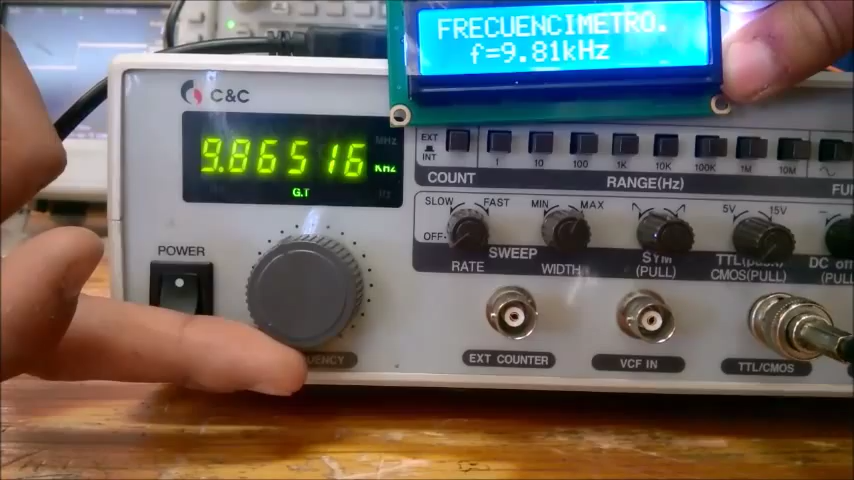 FRECUENCIMETRO.
f=9.81kHz
C&C
MHz
9.86516 KHz
Hz
G.T
EXT
INT
COUNT
1 10 100 1K 10K 100K 1M 10M
RANGE(Hz)
SLOW FAST
OFF
SWEEP
RATE
MIN MAX
WIDTH
SYM
(PULL)
5V 15V
CMOS(PULL)
POWER
EXT COUNTER
VCF IN
TTL/CMOS